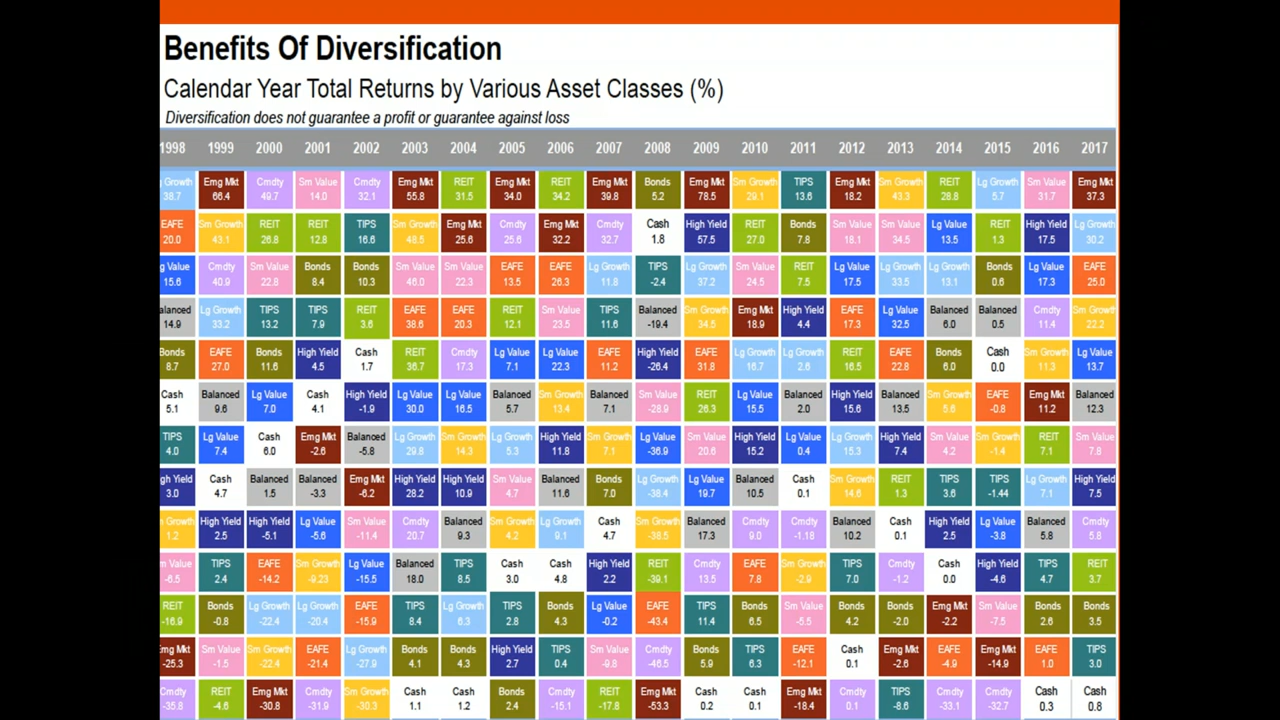 Benefits Of Diversification
Calendar Year Total Returns by Various Asset Classes (%)
Diversification does not guarantee a profit or guarantee against loss
1998 1999 2000 2001 2002 2003 2004 2005 2006 2007 2008 2009 2010 2011 2012 2013 2014 2015 2016 2017
Growth Emg Mkt Cmdty Sm Value Cmdty Emg Mkt REIT Emg Mkt REIT Emg Mkt Bonds Emg Mkt Sm Growth TIPS Emg Mkt Sm Growth REIT Lg Growth Sm Value Emg Mkt
38.7 66.4 49.7 14.0 32.1 55.8 31.5 34.0 34.2 39.8 5.2 78.5 29.1 13.6 18.2 43.3 28.8 5.7 31.7 37.3
EAFE Sm Growth REIT REIT TIPS Sm Growth Emg Mkt Cmdty Emg Mkt Cmdty Cash High Yield REIT Bonds Sm Value Sm Value Lg Value REIT High Yield Lg Growth
20.0 43.1 26.8 12.8 16.6 48.5 25.6 25.6 32.2 32.7 1.8 57.5 27.0 7.8 18.1 34.5 13.5 1.3 17.5 30.2
g Value Cmdty Sm Value Bonds Bonds Sm Value Sm Value EAFE EAFE Lg Growth TIPS Lg Growth Sm Value REIT Lg Value Lg Growth Lg Growth Bonds Lg Value EAFE
15.6 40.9 22.8 8.4 10.3 46.0 22.3 13.5 26.3 11.8 -2.4 37.2 24.5 7.5 17.5 33.5 13.1 0.6 17.3 25.0
alanced Lg Growth TIPS TIPS REIT EAFE EAFE REIT Sm Value TIPS Balanced Sm Growth Emg Mkt High Yield EAFE Lg Value Balanced Balanced Cmdty Sm Growth
14.9 33.2 13.2 7.9 3.6 38.6 20.3 12.1 23.5 11.6 -19.4 34.5 18.9 4.4 17.3 32.5 6.0 0.5 11.4 22.2
Bonds EAFE Bonds High Yield Cash REIT Cmdty Lg Value Lg Value EAFE High Yield EAFE Lg Growth Lg Growth REIT EAFE Bonds Cash Sm Growth Lg Value
8.7 27.0 11.6 4.5 1.7 36.7 17.3 7.1 22.3 11.2 -26.4 31.8 16.7 2.6 16.5 22.8 6.0 0.0 11.3 13.7
Cash Balanced Lg Value Cash High Yield Lg Value Lg Value Balanced Sm Growth Balanced Sm Value REIT Lg Value Balanced High Yield Balanced Sm Growth EAFE Emg Mkt Balanced
5.1 9.6 7.0 4.1 -1.9 30.0 16.5 5.7 13.4 7.1 -28.9 26.3 15.5 2.0 15.6 13.5 5.6 -0.8 11.2 12.3
TIPS Lg Value Cash Emg Mkt Balanced Lg Growth Sm Growth Lg Growth High Yield Sm Growth Lg Value Sm Value High Yield Lg Value Lg Growth High Yield Sm Value Sm Growth REIT Sm Value
4.0 7.4 6.0 -2.6 -5.8 29.8 14.3 5.3 11.8 7.1 -36.9 20.6 15.2 0.4 15.3 7.4 4.2 -1.4 7.1 7.8
igh Yield Cash Balanced Balanced Emg Mkt High Yield High Yield Sm Value Balanced Bonds Lg Growth Lg Value Balanced Cash Sm Growth REIT TIPS TIPS Lg Growth High Yield
3.0 4.7 1.5 -3.3 -6.2 28.2 10.9 4.7 11.6 7.0 -38.4 19.7 10.5 0.1 14.6 1.3 3.6 -1.44 7.1 7.5
Growth High Yield High Yield Lg Value Sm Value Cmdty Balanced Sm Growth Lg Growth Cash Sm Growth Balanced Cmdty Cmdty Balanced Cash High Yield Lg Value Balanced Cmdty
1.2 2.5 -5.1 -5.6 -11.4 20.7 9.3 4.2 9.1 4.7 -38.5 17.3 9.0 -1.18 10.2 0.1 2.5 -3.8 5.8 5.8
m Value TIPS EAFE Sm Growth Lg Value Balanced TIPS Cash Cash High Yield REIT Cmdty EAFE Sm Growth TIPS Cmdty Cash High Yield TIPS REIT
-6.5 2.4 -14.2 -9.23 -15.5 18.0 8.5 3.0 4.8 2.2 -39.1 13.5 7.8 -2.9 7.0 -1.2 0.0 -4.6 4.7 3.7
REIT Bonds Lg Growth Lg Growth EAFE TIPS Lg Growth TIPS Bonds Lg Value EAFE TIPS Bonds Sm Value Bonds Bonds Emg Mkt Sm Value Bonds Bonds
-16.9 -0.8 -22.4 -20.4 -15.9 8.4 6.3 2.8 4.3 -0.2 -43.4 11.4 6.5 -5.5 4.2 -2.0 -2.2 -7.5 2.6 3.5
mg Mkt Sm Value Sm Growth EAFE Lg Growth Bonds Bonds High Yield TIPS Sm Value Cmdty Bonds TIPS EAFE Cash Emg Mkt EAFE Emg Mkt EAFE TIPS
-25.3 -1.5 -22.4 -21.4 -27.9 4.1 4.3 2.7 0.4 -9.8 -46.5 5.9 6.3 -12.1 0.1 -2.6 -4.9 -14.9 1.0 3.0
Cmdty REIT Emg Mkt Cmdty Sm Growth Cash Cash Bonds Cmdty REIT Emg Mkt Cash Cash Emg Mkt Cmdty TIPS Cmdty Cmdty Cash Cash
-35.8 -4.6 -30.8 -31.9 -30.3 1.1 1.2 2.4 -15.1 -17.8 -53.3 0.2 0.1 -18.4 0.1 -8.6 -33.1 -32.7 0.3 0.8